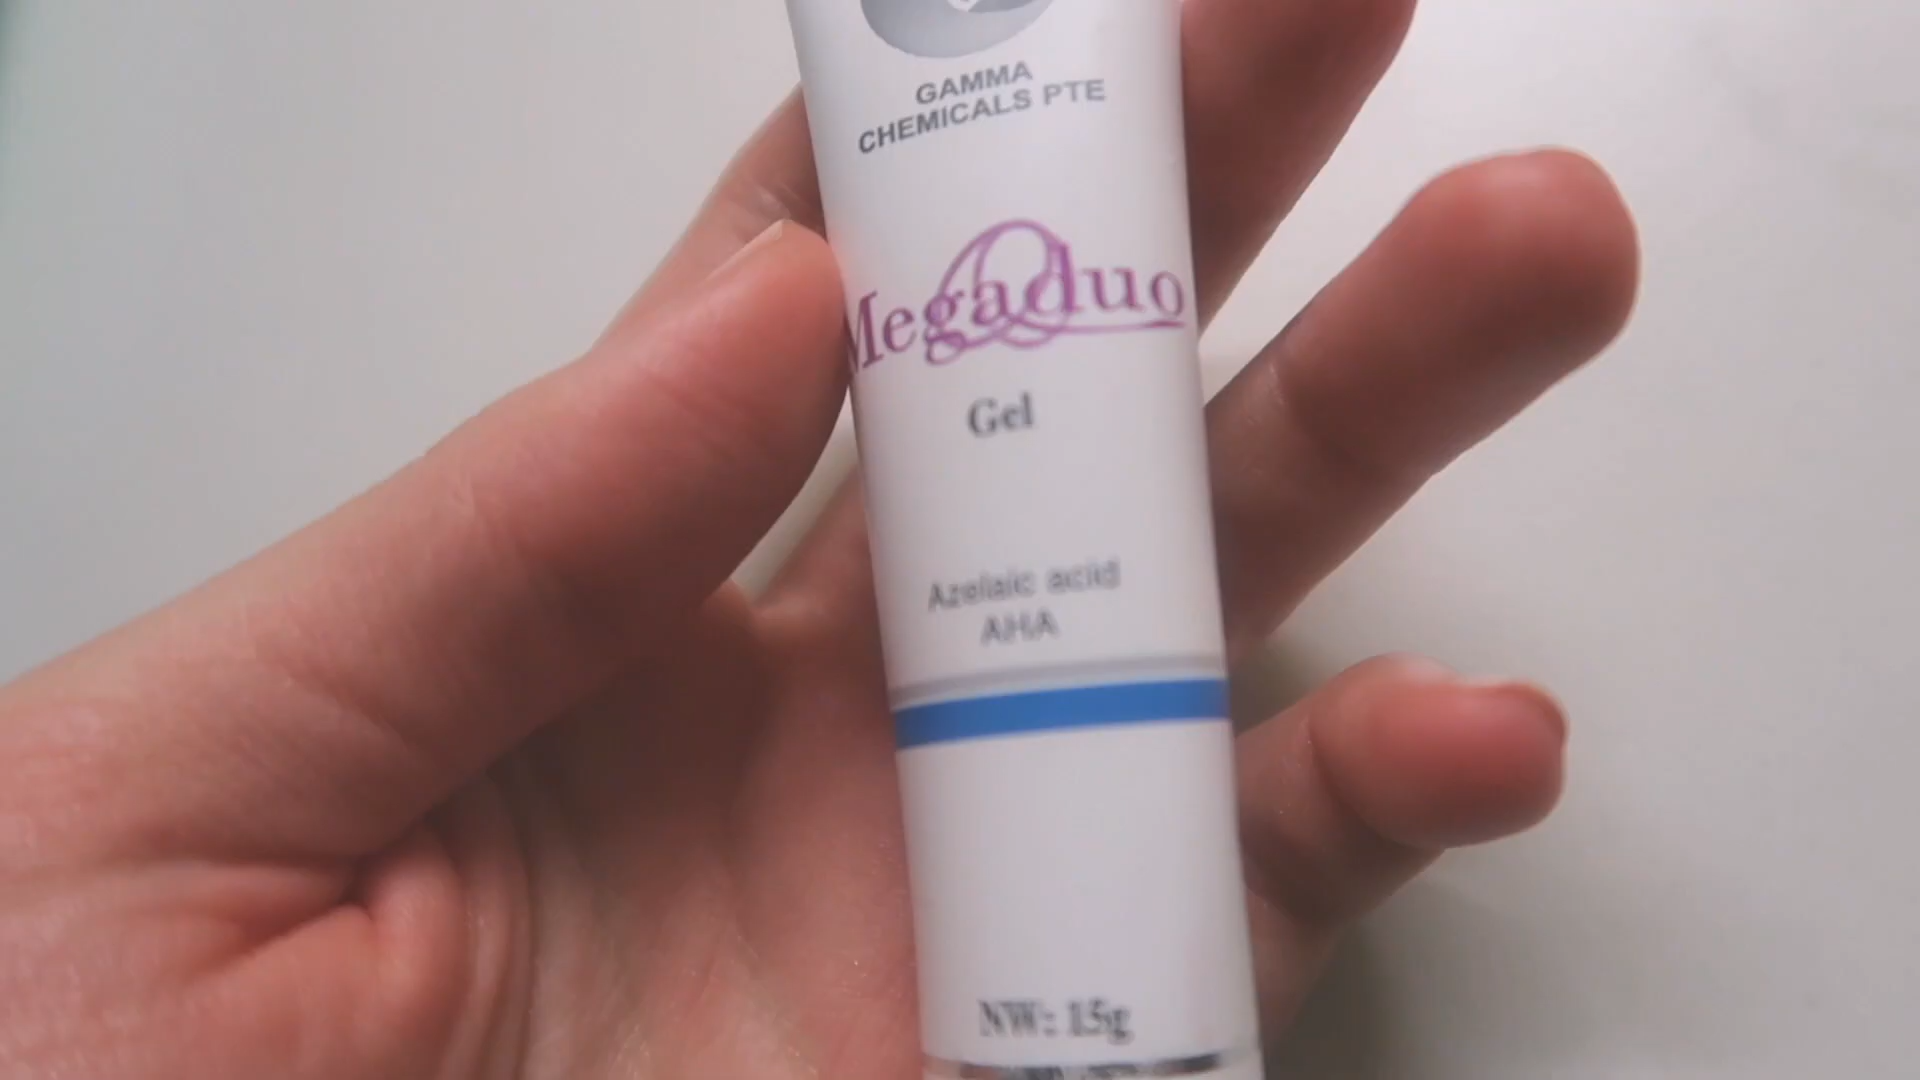 GAMMA
CHEMICALS PTE
Megaduo
Gel
Azelaic acid
AHA
NW: 15g